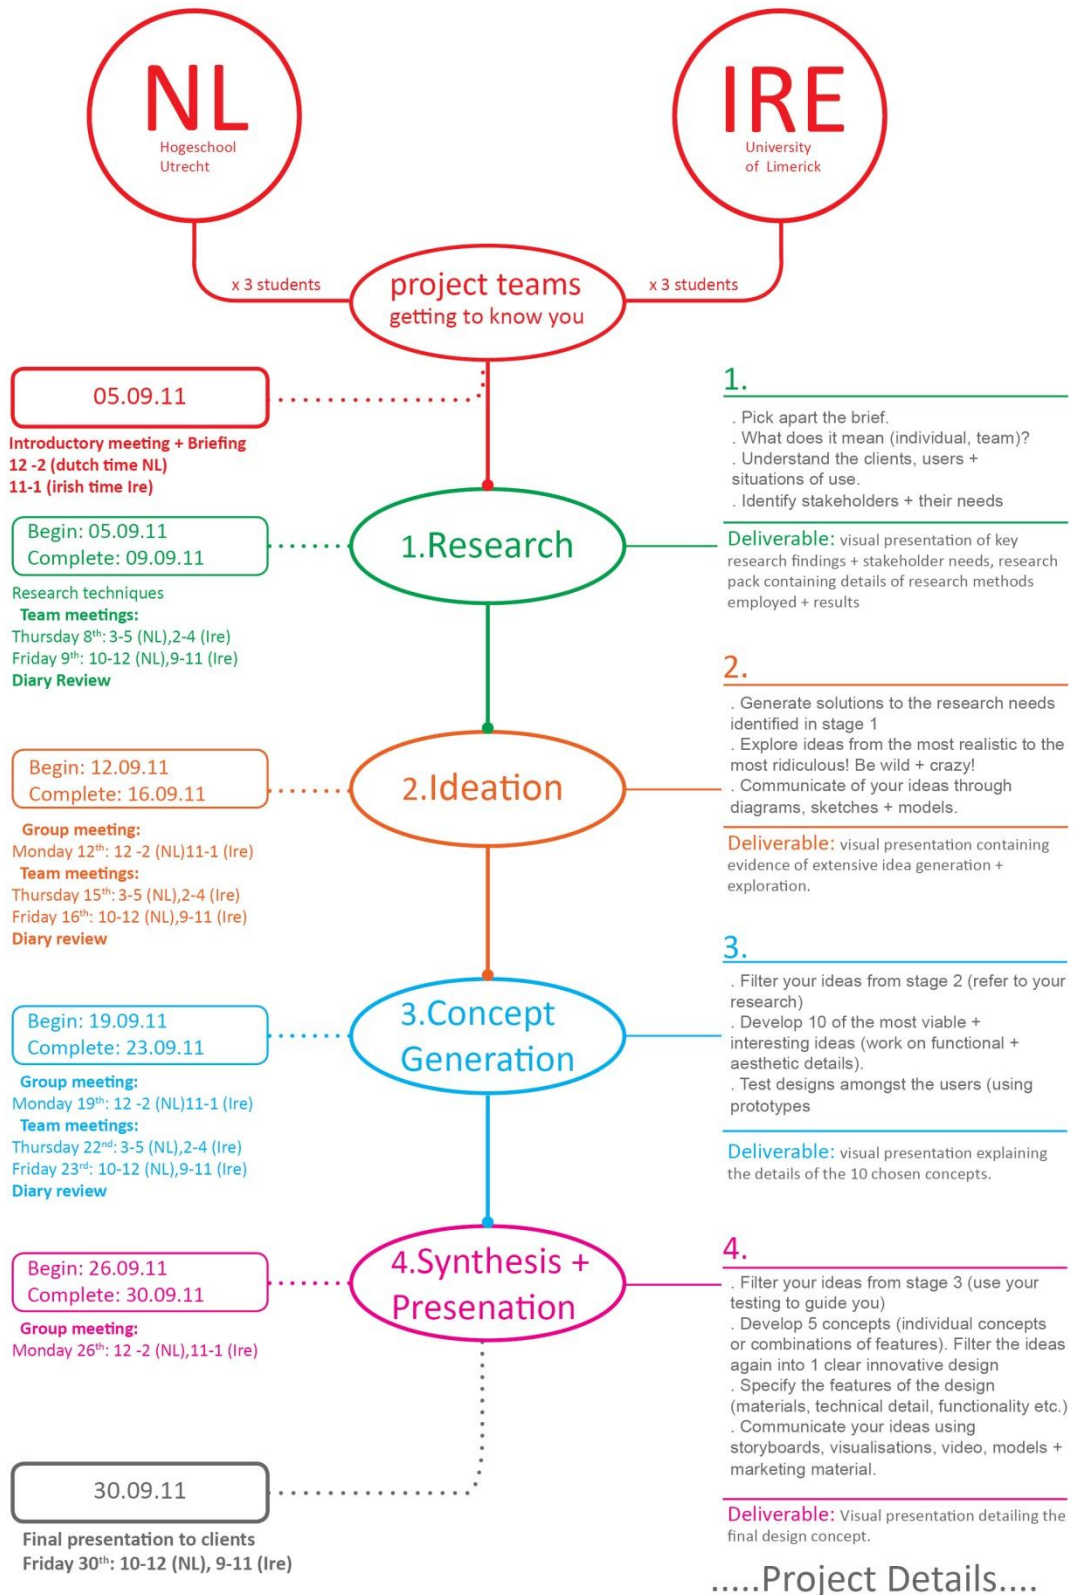 NL
Hogeschool
Utrecht
IRE
University
of Limerick
x 3 students
project teams
getting to know you
x 3 students
05.09.11
Introductory meeting + Briefing
12 -2 (dutch time NL)
11-1 (irish time Ire)
1.
. Pick apart the brief.
. What does it mean (individual, team)?
. Understand the clients, users +
situations of use.
. Identify stakeholders + their needs
Deliverable: visual presentation of key
research findings + stakeholder needs, research
pack containing details of research methods
employed + results
Begin: 05.09.11
Complete: 09.09.11
1.Research
Research techniques
Team meetings:
Thursday 8th: 3-5 (NL),2-4 (Ire)
Friday 9th: 10-12 (NL),9-11 (Ire)
Diary Review
2.
. Generate solutions to the research needs
identified in stage 1
. Explore ideas from the most realistic to the
most ridiculous! Be wild + crazy!
. Communicate of your ideas through
diagrams, sketches + models.
Deliverable: visual presentation containing
evidence of extensive idea generation +
exploration.
Begin: 12.09.11
Complete: 16.09.11
2.Ideation
Group meeting:
Monday 12th: 12 -2 (NL)11-1 (Ire)
Team meetings:
Thursday 15th: 3-5 (NL),2-4 (Ire)
Friday 16th: 10-12 (NL),9-11 (Ire)
Diary review
3.
. Filter your ideas from stage 2 (refer to your
research)
. Develop 10 of the most viable +
interesting ideas (work on functional +
aesthetic details).
. Test designs amongst the users (using
prototypes
Deliverable: visual presentation explaining
the details of the 10 chosen concepts.
Begin: 19.09.11
Complete: 23.09.11
3.Concept
Generation
Group meeting:
Monday 19th: 12 -2 (NL)11-1 (Ire)
Team meetings:
Thursday 22nd: 3-5 (NL),2-4 (Ire)
Friday 23rd: 10-12 (NL),9-11 (Ire)
Diary review
4.
. Filter your ideas from stage 3 (use your
testing to guide you)
. Develop 5 concepts (individual concepts
or combinations of features). Filter the ideas
again into 1 clear innovative design
. Specify the features of the design
(materials, technical detail, functionality etc.)
. Communicate your ideas using
storyboards, visualisations, video, models +
marketing material.
Deliverable: Visual presentation detailing the
final design concept.
Begin: 26.09.11
Complete: 30.09.11
4.Synthesis +
Presenation
Group meeting:
Monday 26th: 12 -2 (NL),11-1 (Ire)
30.09.11
Final presentation to clients
Friday 30th: 10-12 (NL), 9-11 (Ire)
.....Project Details....